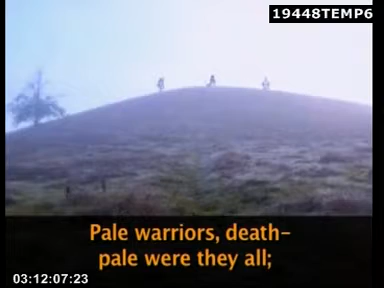 19448TEMP6
Pale warriors, death-
pale were they all;
03:12:07:23